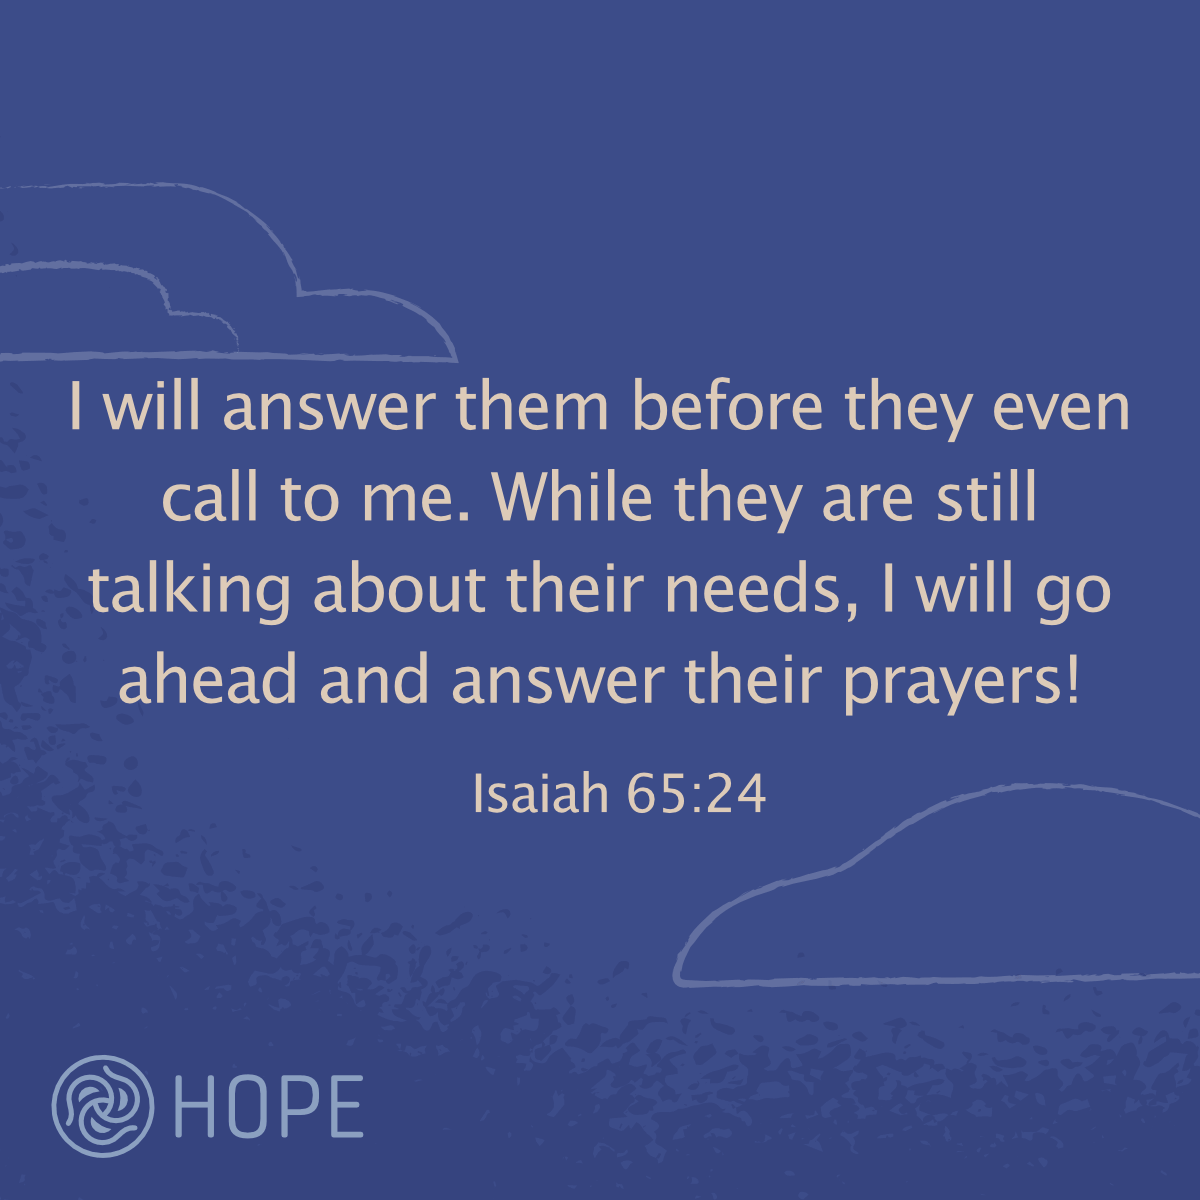 I will answer them before they even
call to me. While they are still
talking about their needs, I will go
ahead and answer their prayers!
Isaiah 65:24
HOPE